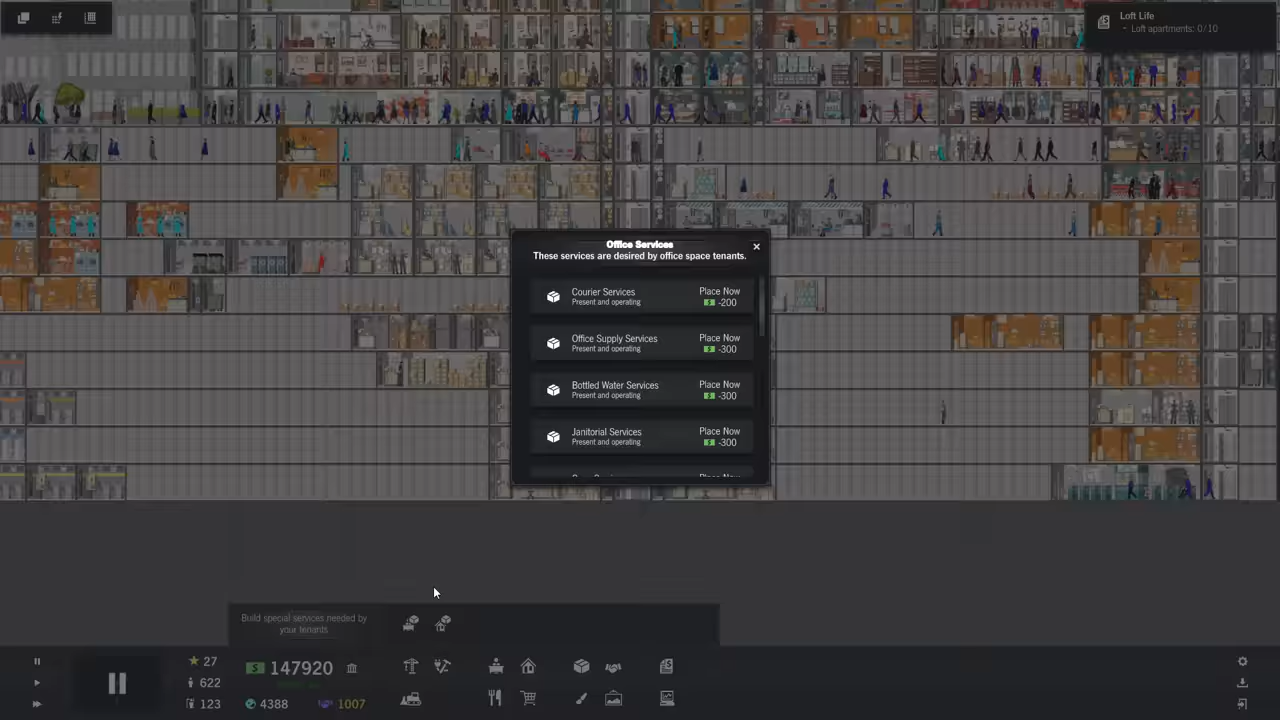 Loft Life
- Loft apartments: 0/10
Office Services
These services are desired by office space tenants.
Courier Services
Present and operating
Place Now
-200
Office Supply Services
Present and operating
Place Now
-300
Bottled Water Services
Present and operating
Place Now
-300
Janitorial Services
Present and operating
Place Now
-300
Build special services needed by
your tenants
27
147920
622
123
4388
1007